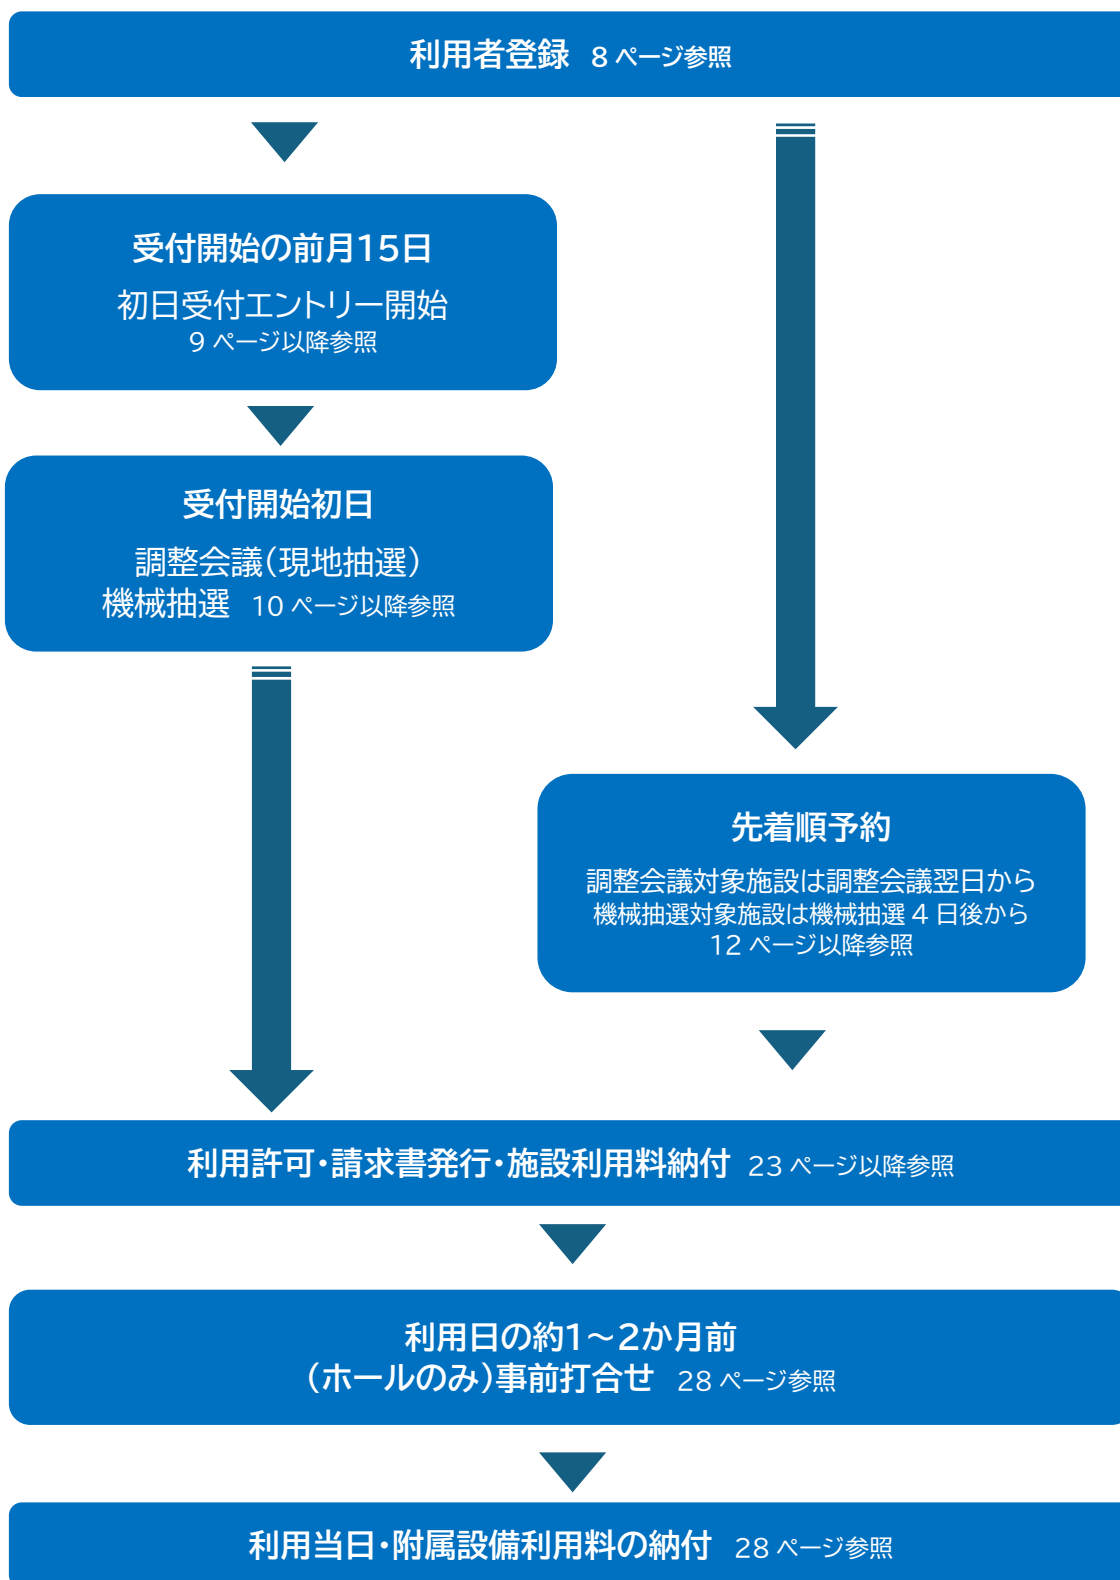 利用者登録 8 ページ参照
受付開始の前月15日
初日受付エントリー開始
9 ページ以降参照
受付開始初日
調整会議(現地抽選)
機械抽選 10 ページ以降参照
先着順予約
調整会議対象施設は調整会議翌日から
機械抽選対象施設は機械抽選 4 日後から
12 ページ以降参照
利用許可・請求書発行・施設利用料納付 23 ページ以降参照
利用日の約1～2か月前
(ホールのみ)事前打合せ 28 ページ参照
利用当日・附属設備利用料の納付 28 ページ参照